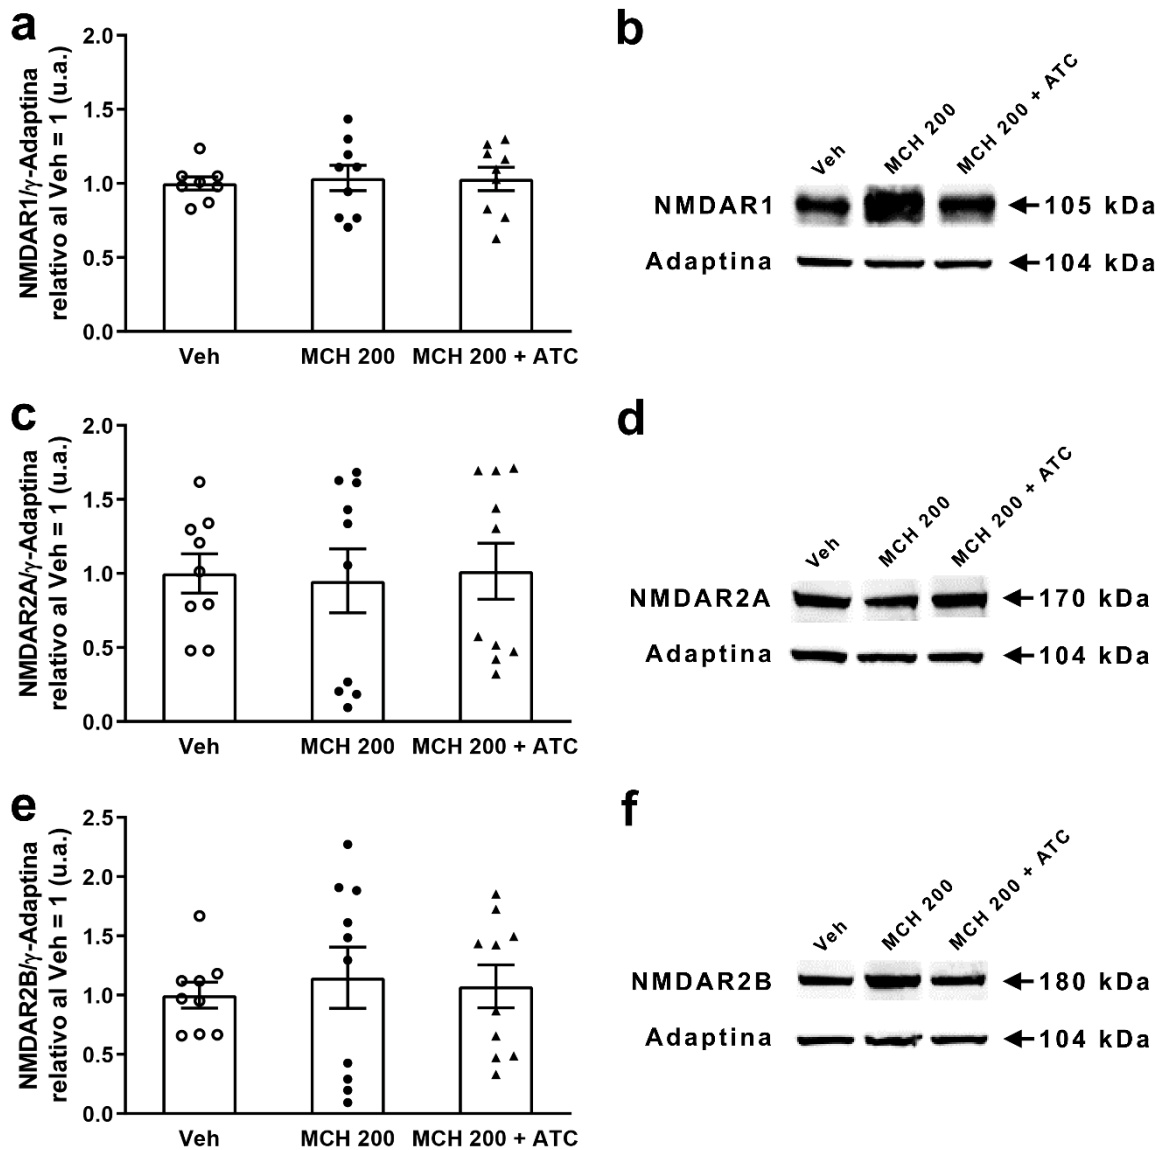 a
NMDAR1/γ-Adaptina
relativo al Veh = 1 (u.a.)
2.0
1.5
1.0
0.5
0.0
Veh
MCH 200
MCH 200 + ATC
b
Veh
MCH 200
MCH 200 + ATC
NMDAR1
105 kDa
Adaptina
104 kDa
c
NMDAR2A/γ-Adaptina
relativo al Veh = 1 (u.a.)
2.0
1.5
1.0
0.5
0.0
Veh
MCH 200
MCH 200 + ATC
d
Veh
MCH 200
MCH 200 + ATC
NMDAR2A
170 kDa
Adaptina
104 kDa
e
NMDAR2B/γ-Adaptina
relativo al Veh = 1 (u.a.)
2.5
2.0
1.5
1.0
0.5
0.0
Veh
MCH 200
MCH 200 + ATC
f
Veh
MCH 200
MCH 200 + ATC
NMDAR2B
180 kDa
Adaptina
104 kDa